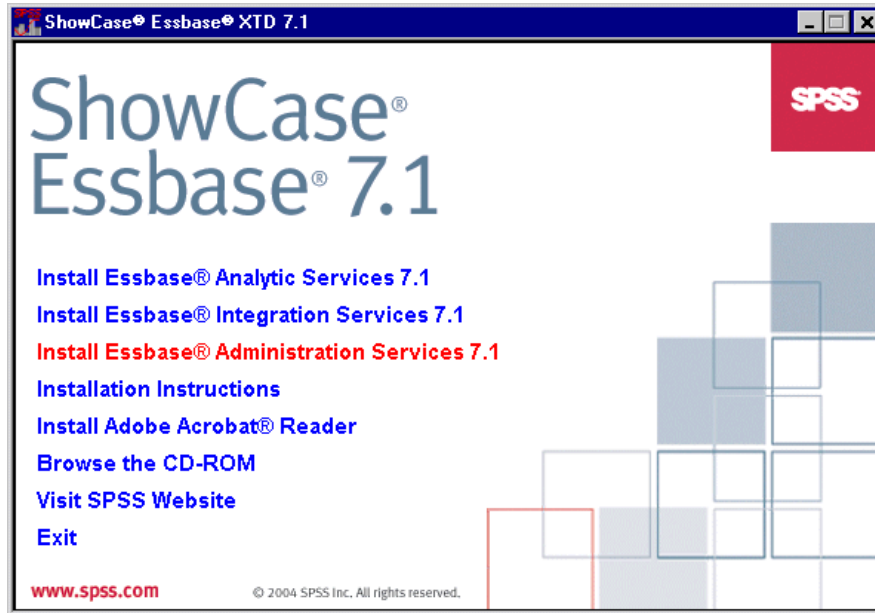 ShowCase® Essbase® XTD 7.1
SPSS
ShowCase®
Essbase® 7.1
Install Essbase® Analytic Services 7.1
Install Essbase® Integration Services 7.1
Install Essbase® Administration Services 7.1
Installation Instructions
Install Adobe Acrobat® Reader
Browse the CD-ROM
Visit SPSS Website
Exit
www.spss.com
© 2004 SPSS Inc. All rights reserved.